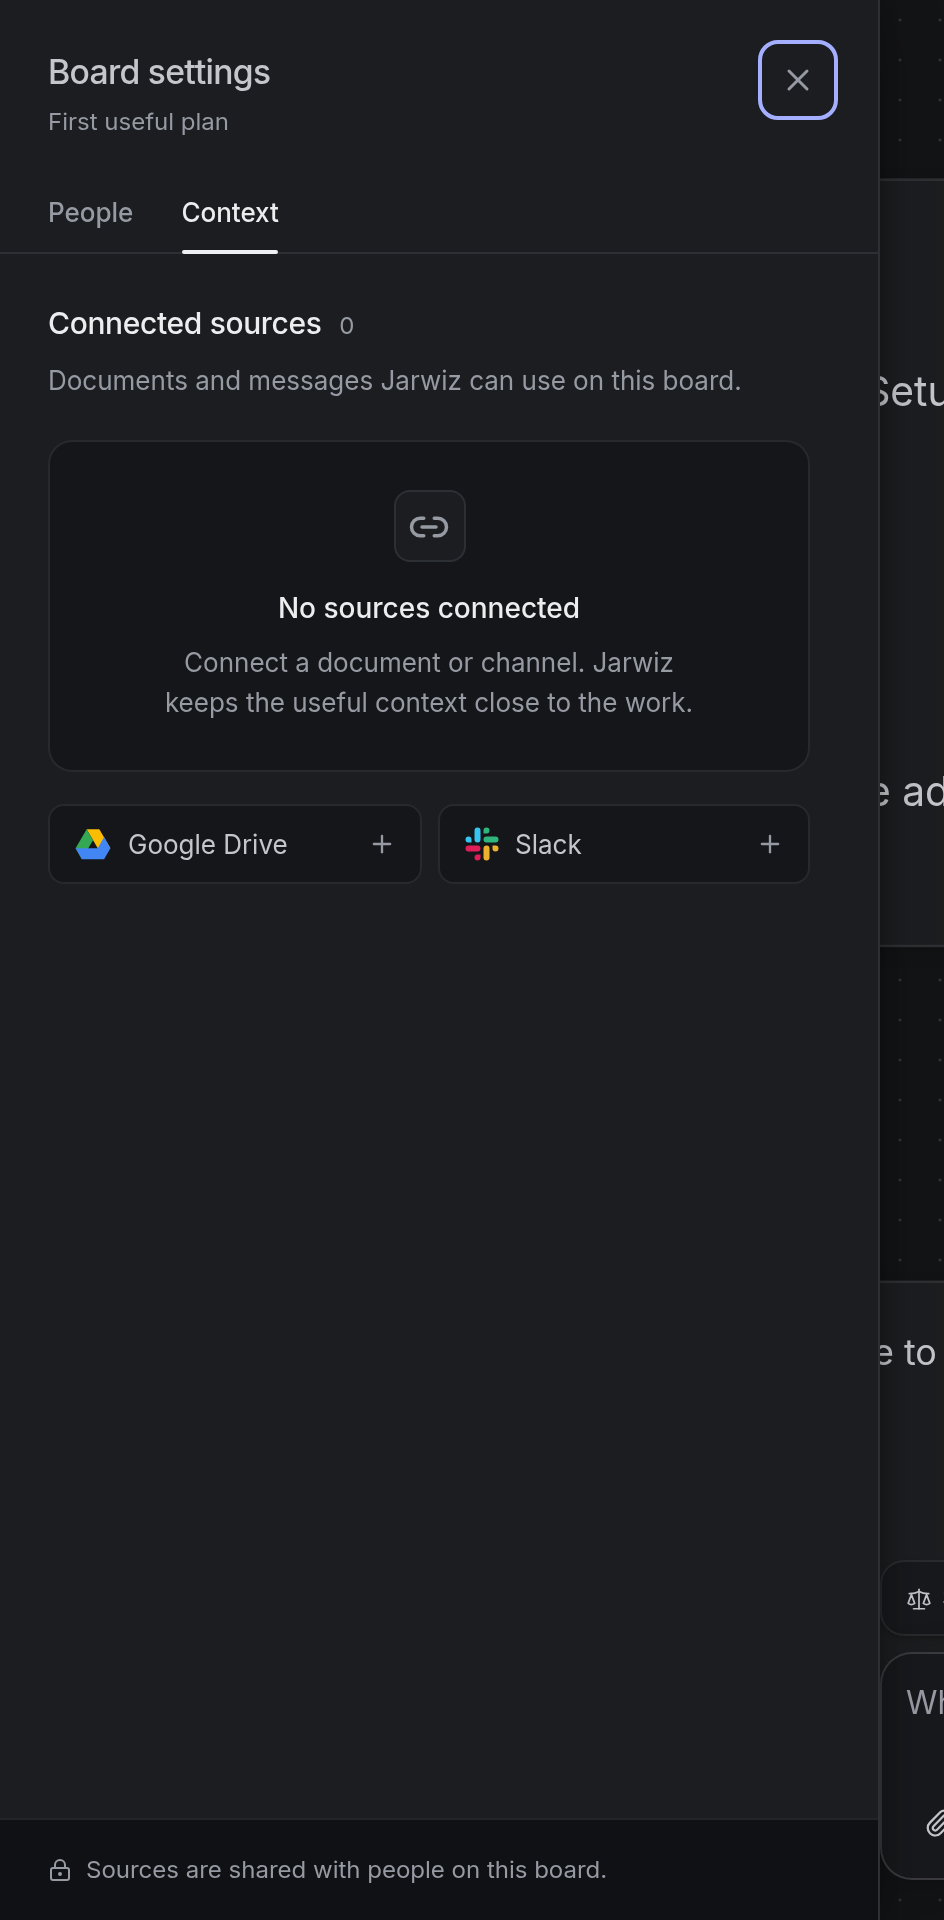 Board settings
First useful plan
People
Context
Connected sources 0
Documents and messages Jarwiz can use on this board.
No sources connected
Connect a document or channel. Jarwiz
keeps the useful context close to the work.
Google Drive
Slack
Sources are shared with people on this board.
e to